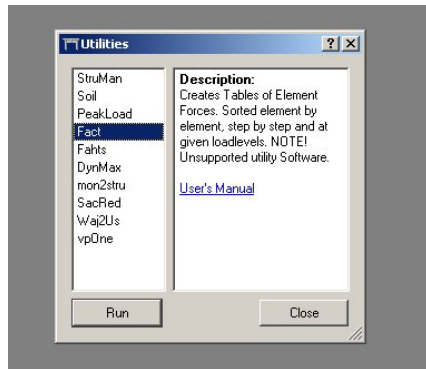 Utilities
StruMan
Soil
PeakLoad
Fact
Fahts
DynMax
mon2stru
SacRed
Waj2Us
vpOne
Description:
Creates Tables of Element
Forces. Sorted element by
element, step by step and at
given loadlevels. NOTE!
Unsupported utility Software.
User's Manual
Run
Close